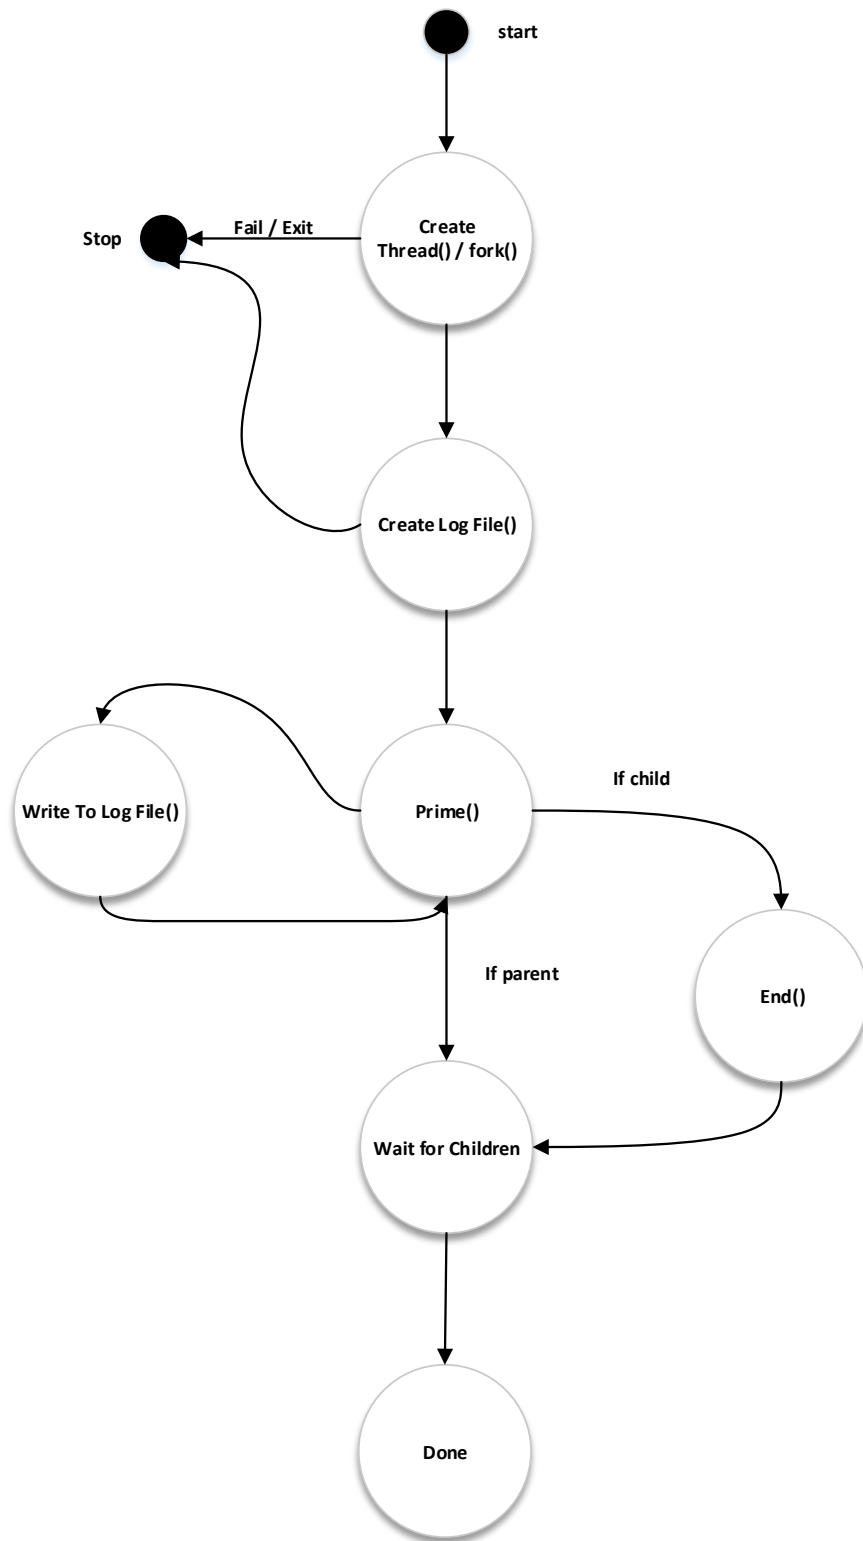 start
Create
Thread() / fork()
Fail / Exit
Stop
Create Log File()
Write To Log File()
Prime()
If child
If parent
End()
Wait for Children
Done